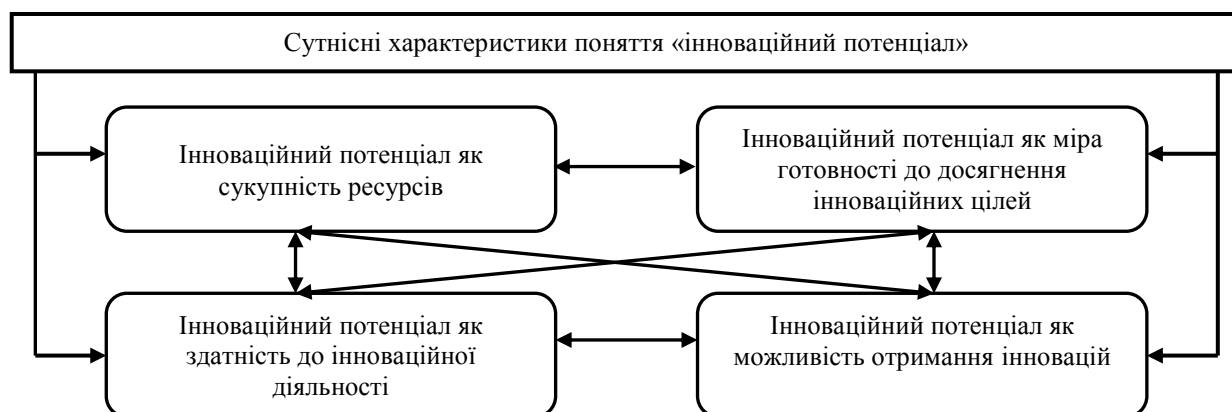 Сутнісні характеристики поняття «інноваційний потенціал»
Інноваційний потенціал як
сукупність ресурсів
Інноваційний потенціал як міра
готовності до досягнення
інноваційних цілей
Інноваційний потенціал як
здатність до інноваційної
діяльності
Інноваційний потенціал як
можливість отримання інновацій